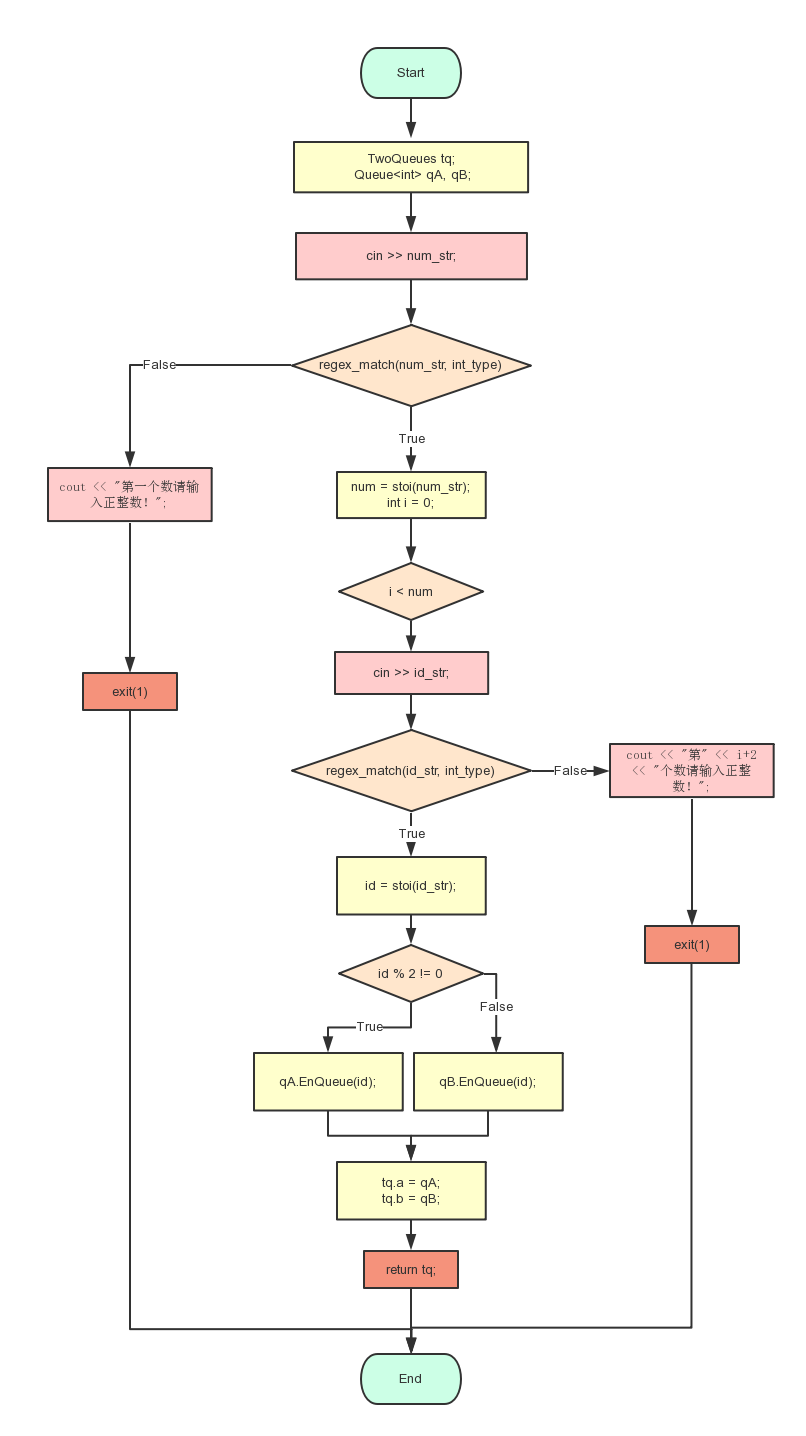 Start
TwoQueues tq;
Queue<int> qA, qB;
cin >> num_str;
regex_match(num_str, int_type)
False
True
cout << "第一个数请输
入正整数! ";
num = stoi(num_str);
int i = 0;
i < num
cin >> id_str;
exit(1)
regex_match(id_str, int_type)
False
cout << "第" << i+2
<< "个数请输入正整
数! ";
True
id = stoi(id_str);
exit(1)
id % 2 != 0
False
True
qA.EnQueue(id);
qB.EnQueue(id);
tq.a = qA;
tq.b = qB;
return tq;
End